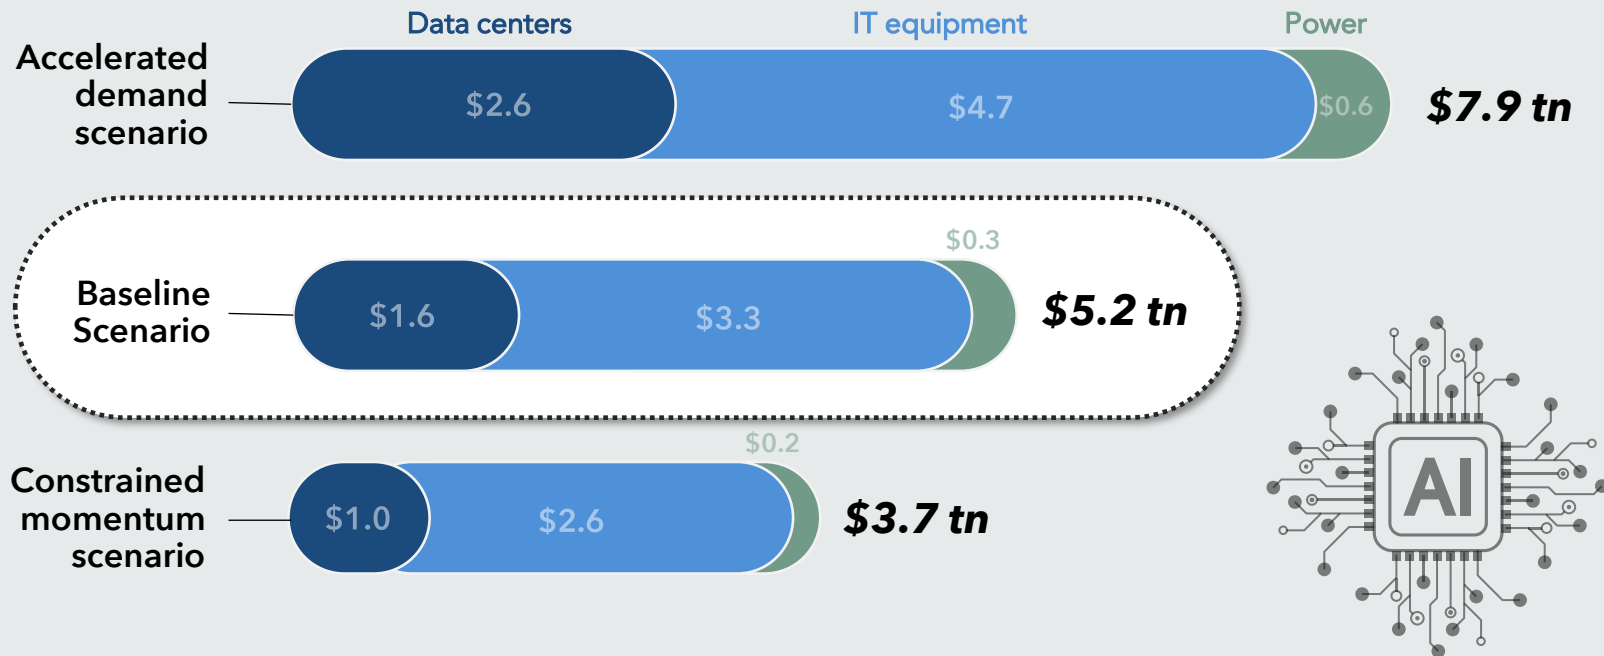 Data centers
IT equipment
Power
Accelerated
demand
scenario
$2.6
$4.7
$0.6
$7.9 tn
$0.3
Baseline
Scenario
$1.6
$3.3
$5.2 tn
$0.2
Constrained
momentum
scenario
$1.0
$2.6
$3.7 tn
AI